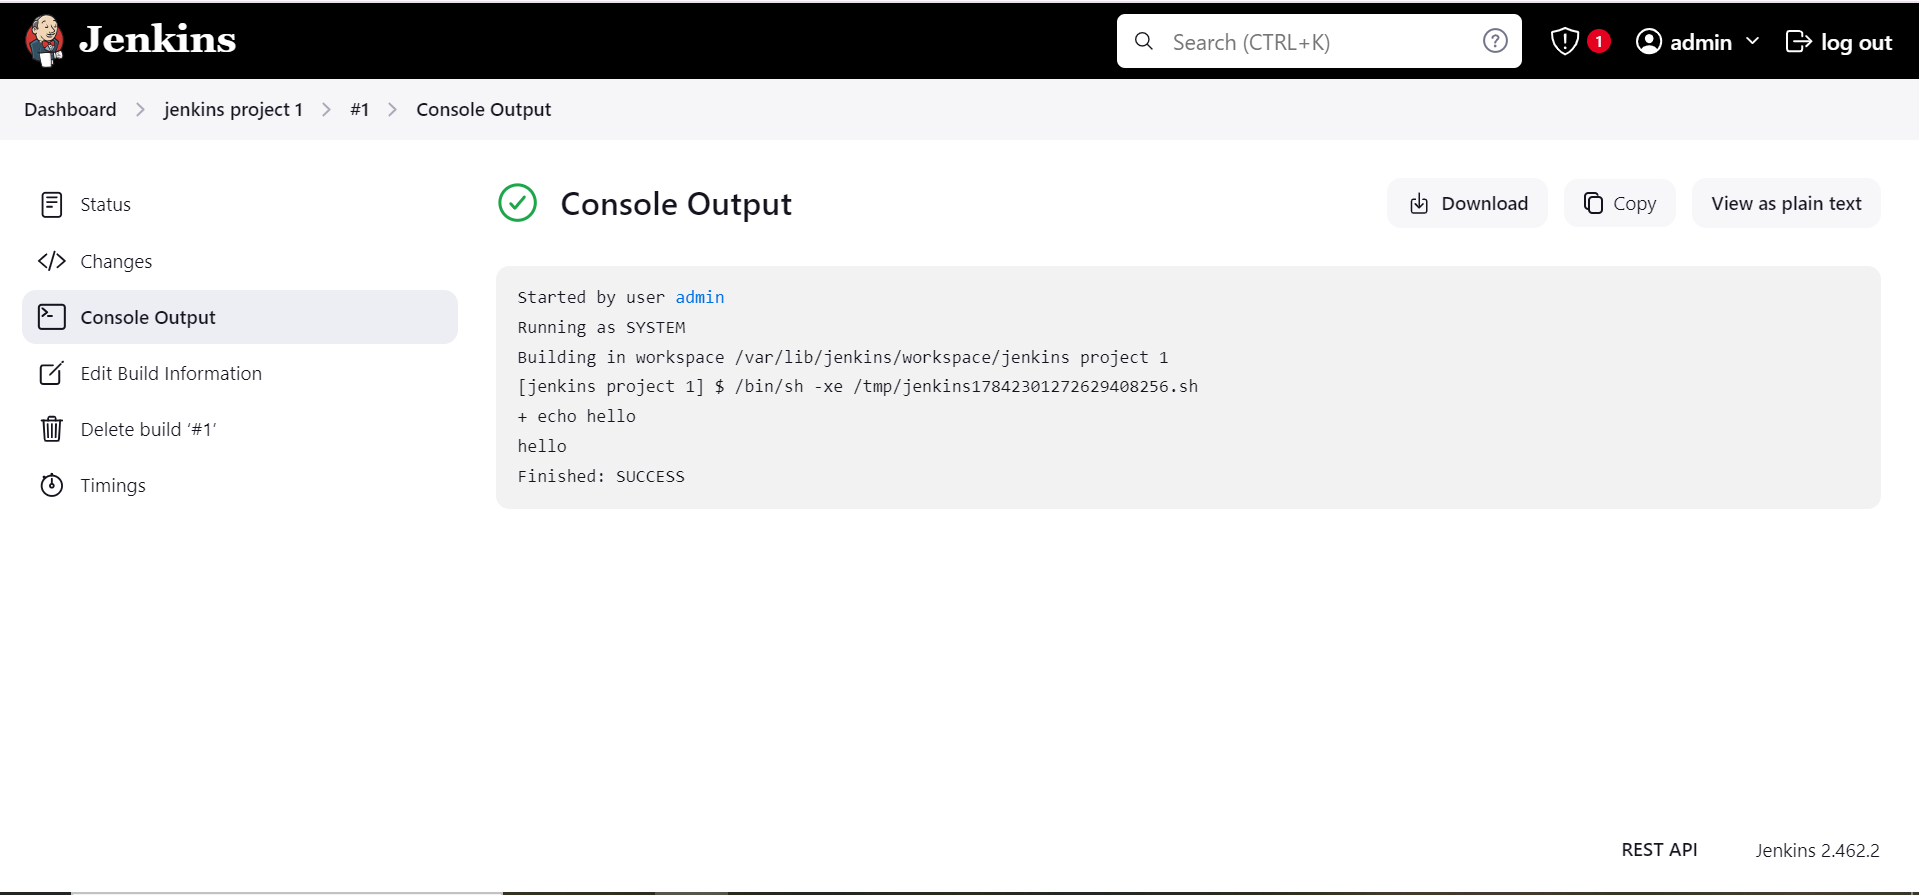 Jenkins
Search (CTRL+K)
?
1
admin
log out
Dashboard
jenkins project 1
#1
Console Output
Status
Changes
Console Output
Edit Build Information
Delete build ‘#1’
Timings
Console Output
Download
Copy
View as plain text
Started by user admin
Running as SYSTEM
Building in workspace /var/lib/jenkins/workspace/jenkins project 1
[jenkins project 1] $ /bin/sh -xe /tmp/jenkins17842301272629408256.sh
+ echo hello
hello
Finished: SUCCESS
REST API
Jenkins 2.462.2